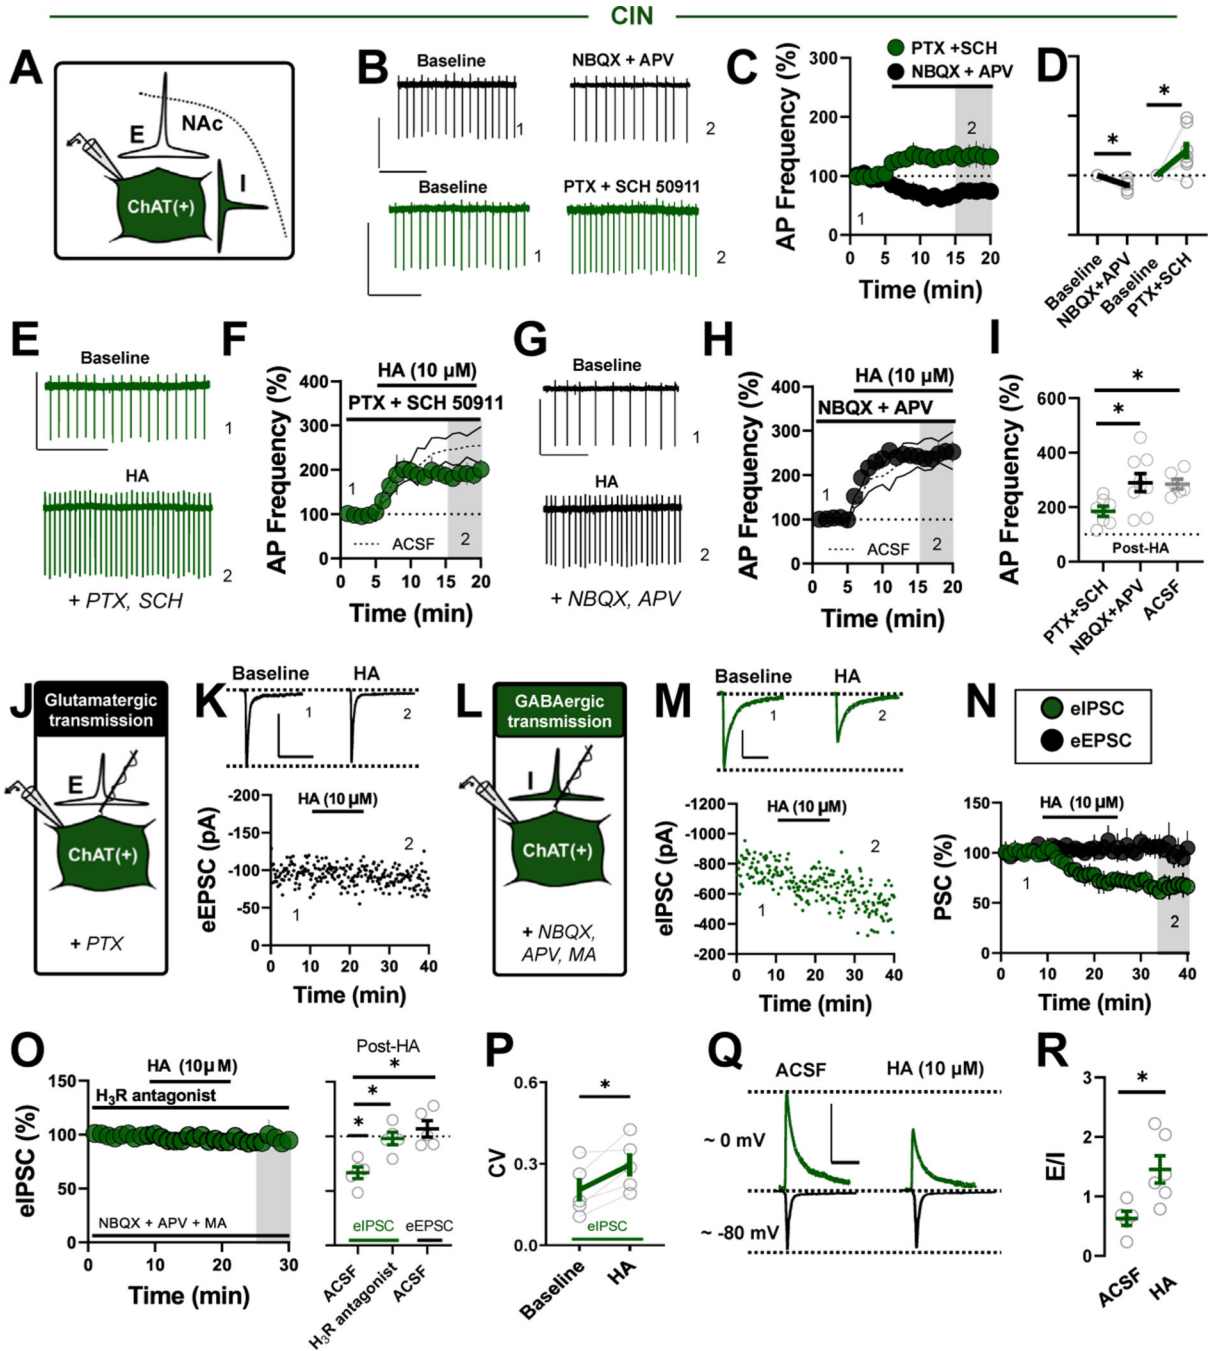 CIN
A
E
NAc
I
ChAT(+)
B
Baseline
NBQX + APV
1
2
Baseline
PTX + SCH 50911
1
2
C
PTX +SCH
NBQX + APV
AP Frequency (%)
300
200
100
0
1
2
0 5 10 15 20
Time (min)
D
*
*
Baseline
NBQX+APV
Baseline
PTX+SCH
E
Baseline
1
HA
2
+ PTX, SCH
F
HA (10 µM)
PTX + SCH 50911
AP Frequency (%)
400
300
200
100
0
1
2
ACSF
0 5 10 15 20
Time (min)
G
Baseline
1
HA
2
+ NBQX, APV
H
HA (10 µM)
NBQX + APV
AP Frequency (%)
400
300
200
100
0
1
2
ACSF
0 5 10 15 20
Time (min)
I
*
*
AP Frequency (%)
600
400
200
0
Post-HA
PTX+SCH
NBQX+APV
ACSF
J
Glutamatergic
transmission
E
ChAT(+)
+ PTX
K
Baseline
HA
1
2
HA (10 µM)
eEPSC (pA)
-200
-150
-100
-50
0
1
2
0 10 20 30 40
Time (min)
L
GABAergic
transmission
I
ChAT(+)
+ NBQX,
APV, MA
M
Baseline
HA
1
2
HA (10 µM)
eIPSC (pA)
-1200
-1000
-800
-600
-400
-200
1
2
0 10 20 30 40
Time (min)
N
eIPSC
eEPSC
HA (10 µM)
PSC (%)
150
100
50
0
1
2
0 10 20 30 40
Time (min)
O
HA (10µ M)
H₃R antagonist
eIPSC (%)
150
100
50
0
NBQX + APV + MA
0 10 20 30
Time (min)
Post-HA
*
*
*
eIPSC
eEPSC
ACSF
H₃R antagonist
ACSF
P
*
CV
0.6
0.3
0.0
eIPSC
Baseline
HA
Q
ACSF
HA (10 µM)
~ 0 mV
~ -80 mV
R
*
E/I
3
2
1
0
ACSF
HA